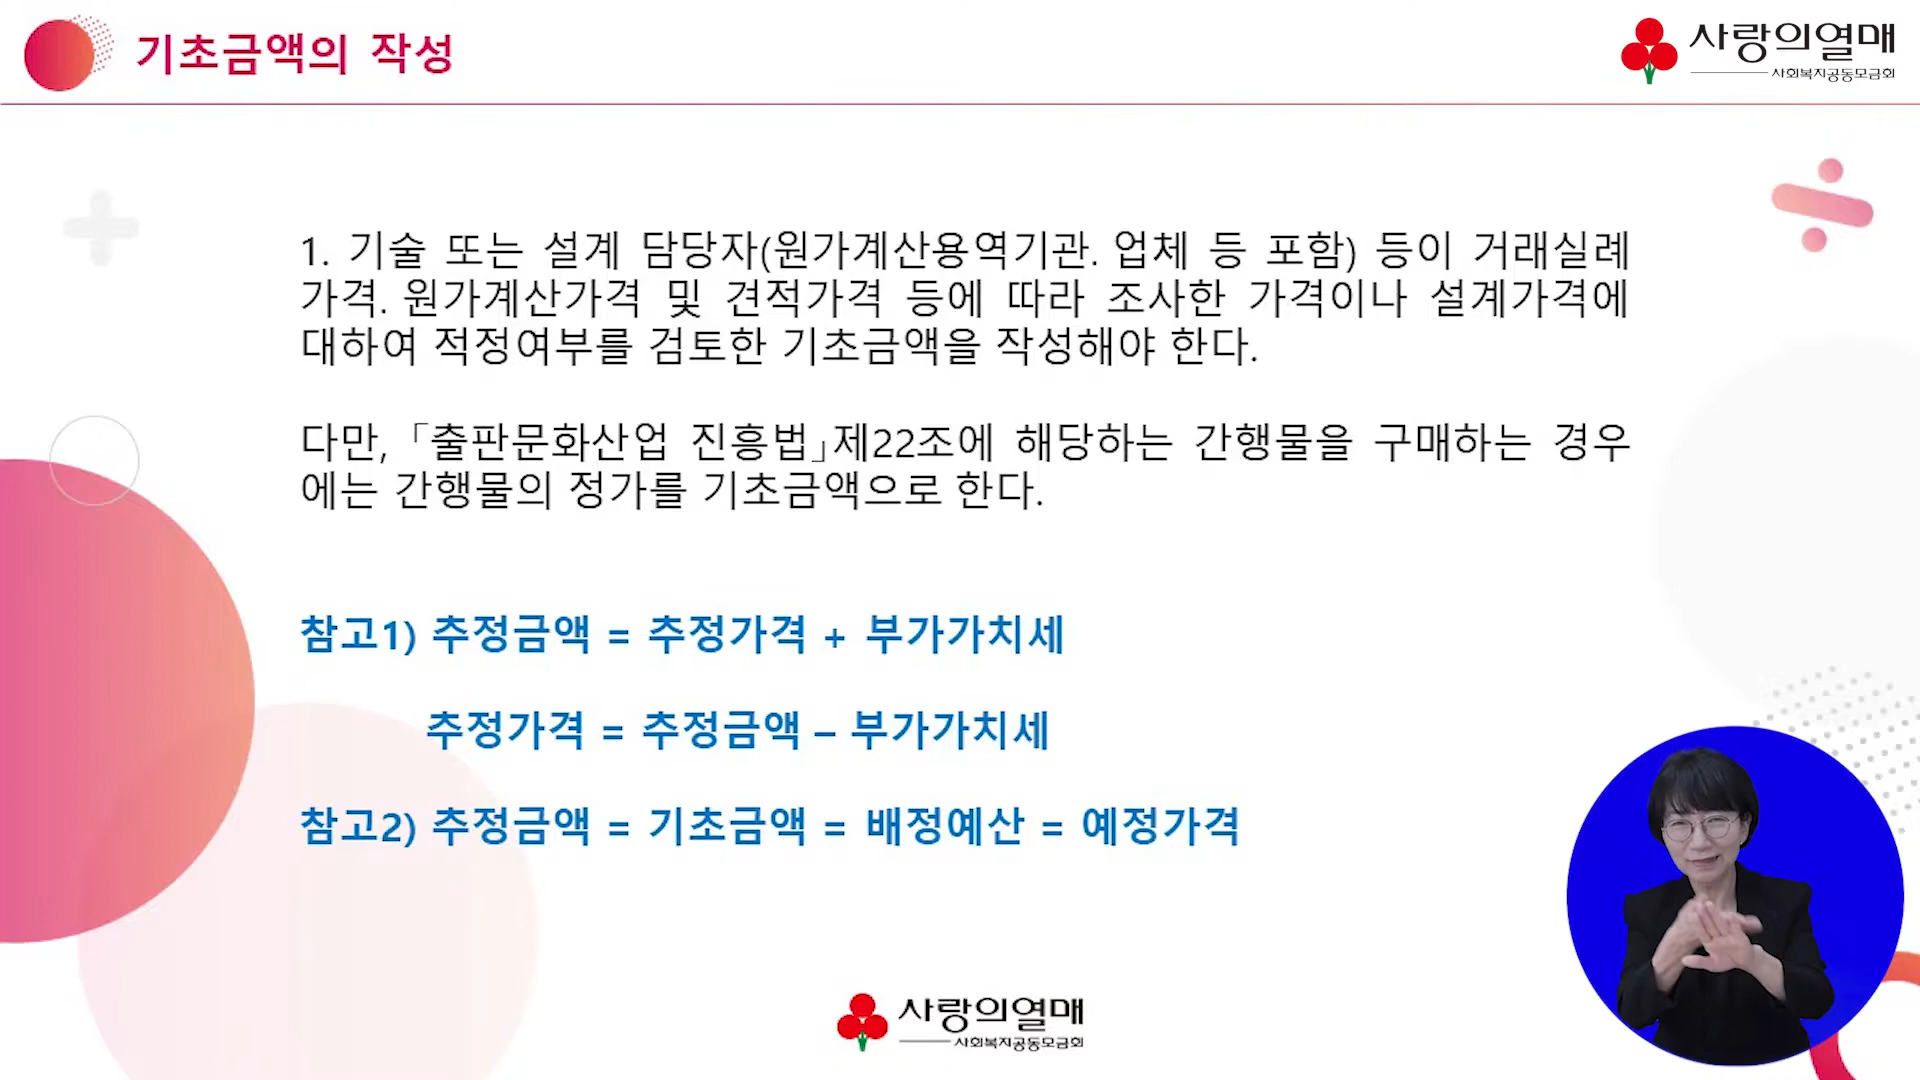 기초금액의 작성
사랑의열매
사회복지공동모금회
1. 기술 또는 설계 담당자(원가계산용역기관. 업체 등 포함) 등이 거래실례
가격. 원가계산가격 및 견적가격 등에 따라 조사한 가격이나 설계가격에
대하여 적정여부를 검토한 기초금액을 작성해야 한다.
다만, 「출판문화산업 진흥법」제22조에 해당하는 간행물을 구매하는 경우
에는 간행물의 정가를 기초금액으로 한다.
참고1) 추정금액 = 추정가격 + 부가가치세
추정가격 = 추정금액 – 부가가치세
참고2) 추정금액 = 기초금액 = 배정예산 = 예정가격
사랑의열매
사회복지공동모금회